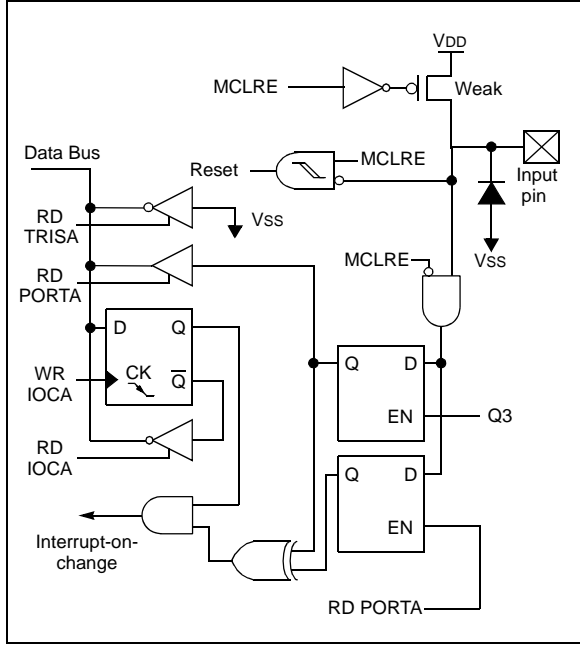 VDD
MCLRE
Weak
Data Bus
MCLRE
Reset
Input
pin
RD
TRISA
VSS
VSS
MCLRE
RD
PORTA
D
Q
Q
D
WR
IOCA
CK
Q
EN
Q3
RD
IOCA
Q
D
EN
Interrupt-on-
change
RD PORTA